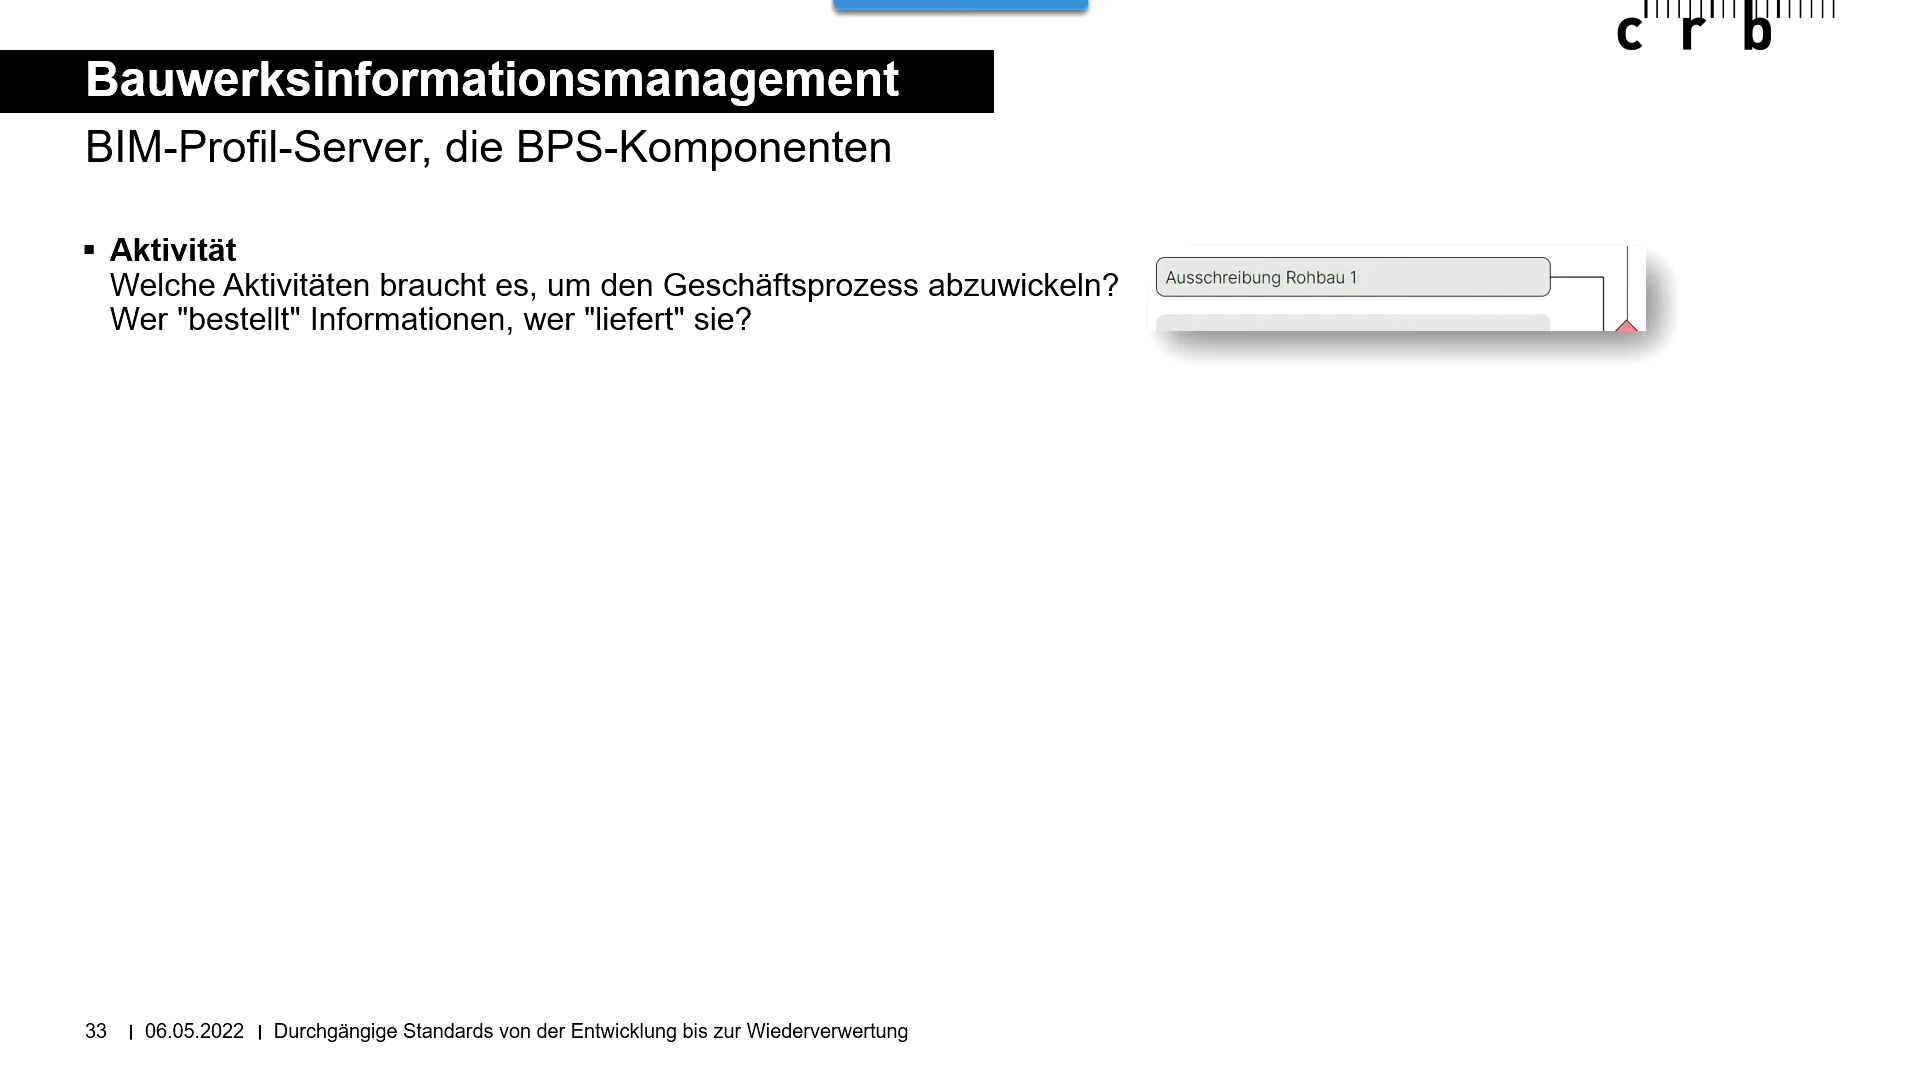 crb
Bauwerksinformationsmanagement
BIM-Profil-Server, die BPS-Komponenten
▪ Aktivität
Welche Aktivitäten braucht es, um den Geschäftsprozess abzuwickeln?
Wer "bestellt" Informationen, wer "liefert" sie?
Ausschreibung Rohbau 1
33 | 06.05.2022 | Durchgängige Standards von der Entwicklung bis zur Wiederverwertung